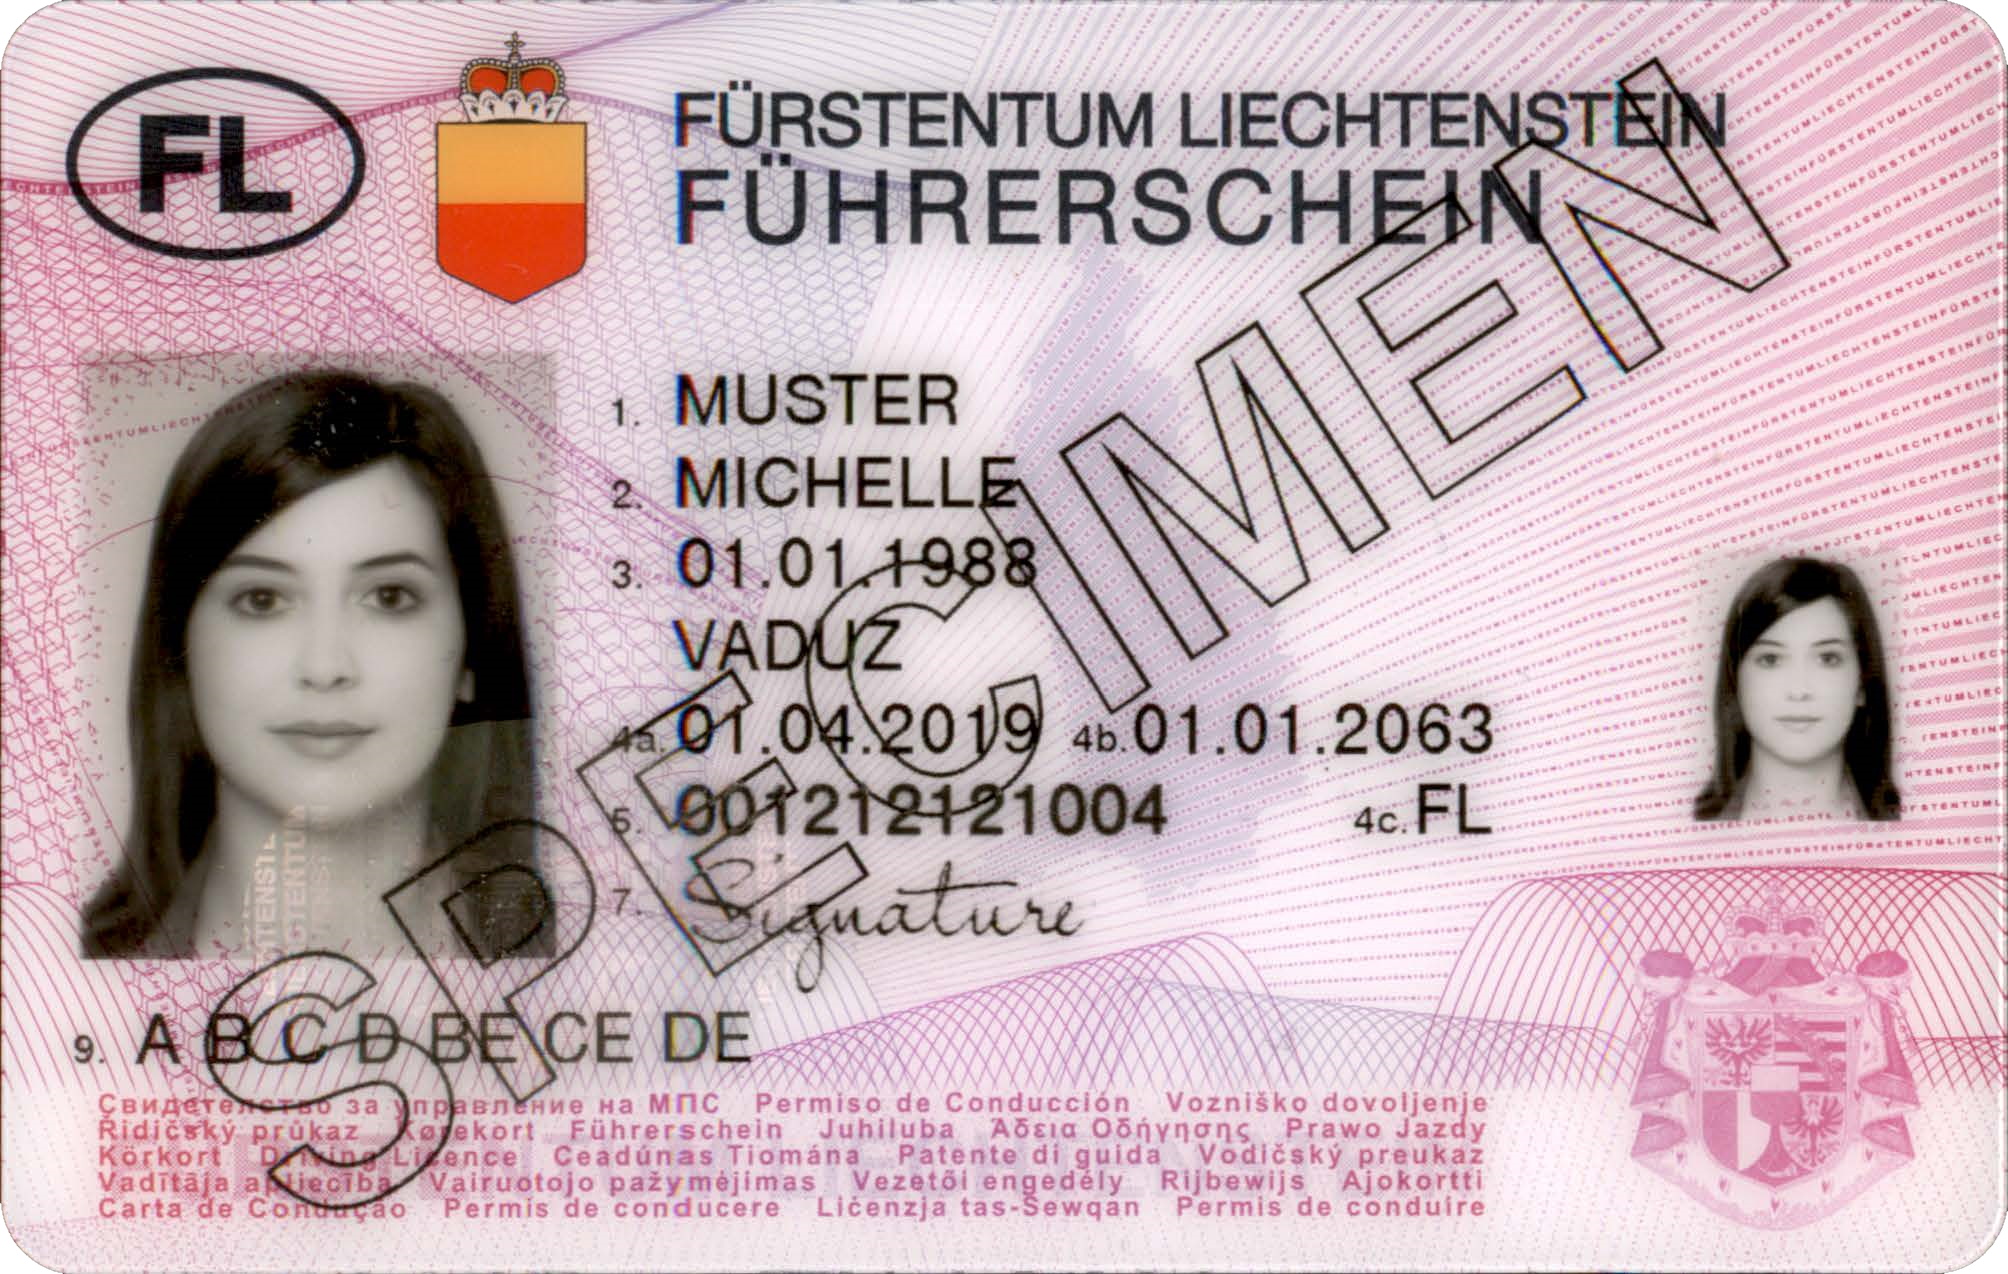 FL
FÜRSTENTUM LIECHTENSTEIN
FÜHRERSCHEIN
1. MUSTER
2. MICHELLE
3. 01.01.1988
VADUZ
4a. 01.04.2019 4b. 01.01.2063
5. 001212121004 4c. FL
7. Signature
9. A B C D BE CE DE
SPECIMEN
Свидетелство за управление на МПС Permiso de Conducción Vozniško dovoljenje
Řidičský průkaz Kørekort Führerschein Juhiluba Άδεια Οδήγησης Prawo Jazdy
Körkort Driving Licence Ceadúnas Tiomána Patente di guida Vodičský preukaz
Vadītāja apliecība Vairuotojo pažymėjimas Vezetői engedély Rijbewijs Ajokortti
Carta de Condução Permis de conducere Liċenzja tas-Sewqan Permis de conduire